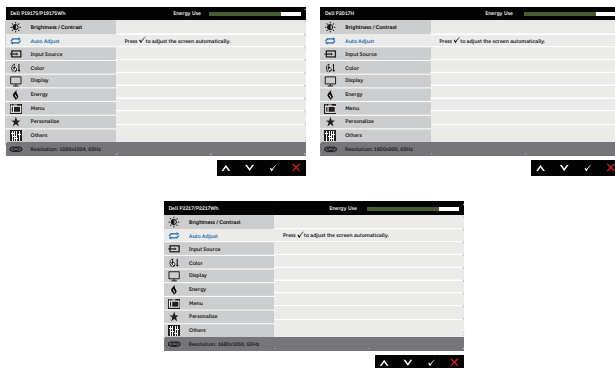 Dell P1917S/P1917SWh Energy Use
Brightness / Contrast
Auto Adjust Press ✓ to adjust the screen automatically.
Input Source
Color
Display
Energy
Menu
Personalize
Others
Resolution: 1280x1024, 60Hz
Dell P2017H Energy Use
Brightness / Contrast
Auto Adjust Press ✓ to adjust the screen automatically.
Input Source
Color
Display
Energy
Menu
Personalize
Others
Resolution: 1600x900, 60Hz
Dell P2217/P2217Wh Energy Use
Brightness / Contrast
Auto Adjust Press ✓ to adjust the screen automatically.
Input Source
Color
Display
Energy
Menu
Personalize
Others
Resolution: 1680x1050, 60Hz